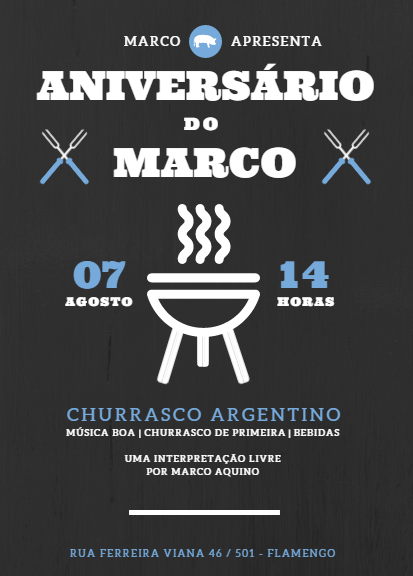 MARCO APRESENTA
ANIVERSÁRIO
DO
MARCO
07 14
AGOSTO HORAS
CHURRASCO ARGENTINO
MÚSICA BOA | CHURRASCO DE PRIMEIRA | BEBIDAS
UMA INTERPRETAÇÃO LIVRE
POR MARCO AQUINO
RUA FERREIRA VIANA 46 / 501 - FLAMENGO